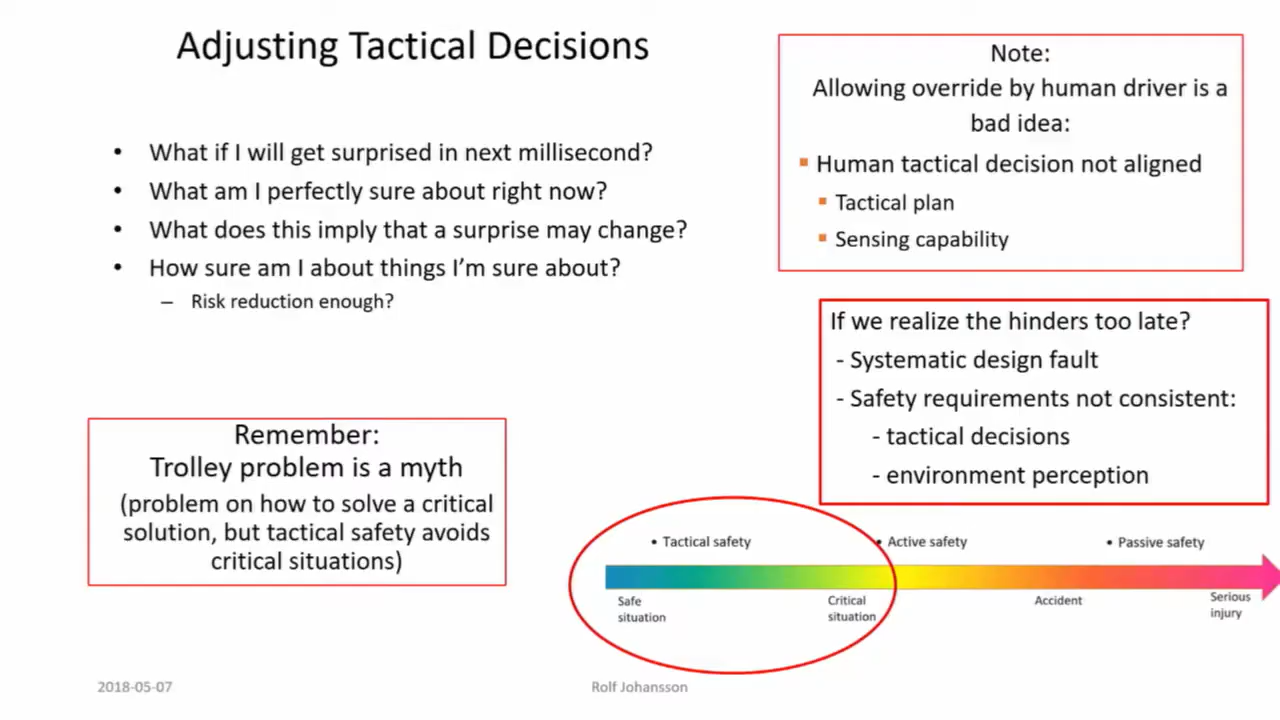 Adjusting Tactical Decisions
• What if I will get surprised in next millisecond?
• What am I perfectly sure about right now?
• What does this imply that a surprise may change?
• How sure am I about things I’m sure about?
– Risk reduction enough?
Note:
Allowing override by human driver is a
bad idea:
▪ Human tactical decision not aligned
▪ Tactical plan
▪ Sensing capability
If we realize the hinders too late?
- Systematic design fault
- Safety requirements not consistent:
- tactical decisions
- environment perception
Remember:
Trolley problem is a myth
(problem on how to solve a critical
solution, but tactical safety avoids
critical situations)
• Tactical safety
• Active safety
• Passive safety
Safe
situation
Critical
situation
Accident
Serious
injury
2018-05-07
Rolf Johansson